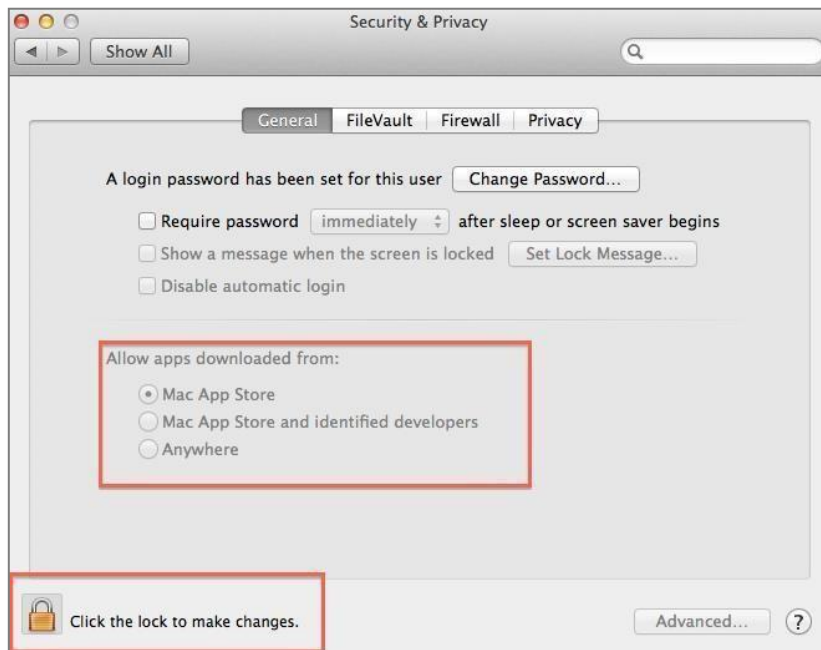 Security & Privacy
Show All
General FileVault Firewall Privacy
A login password has been set for this user Change Password...
Require password immediately after sleep or screen saver begins
Show a message when the screen is locked Set Lock Message...
Disable automatic login
Allow apps downloaded from:
Mac App Store
Mac App Store and identified developers
Anywhere
Click the lock to make changes.
Advanced... ?